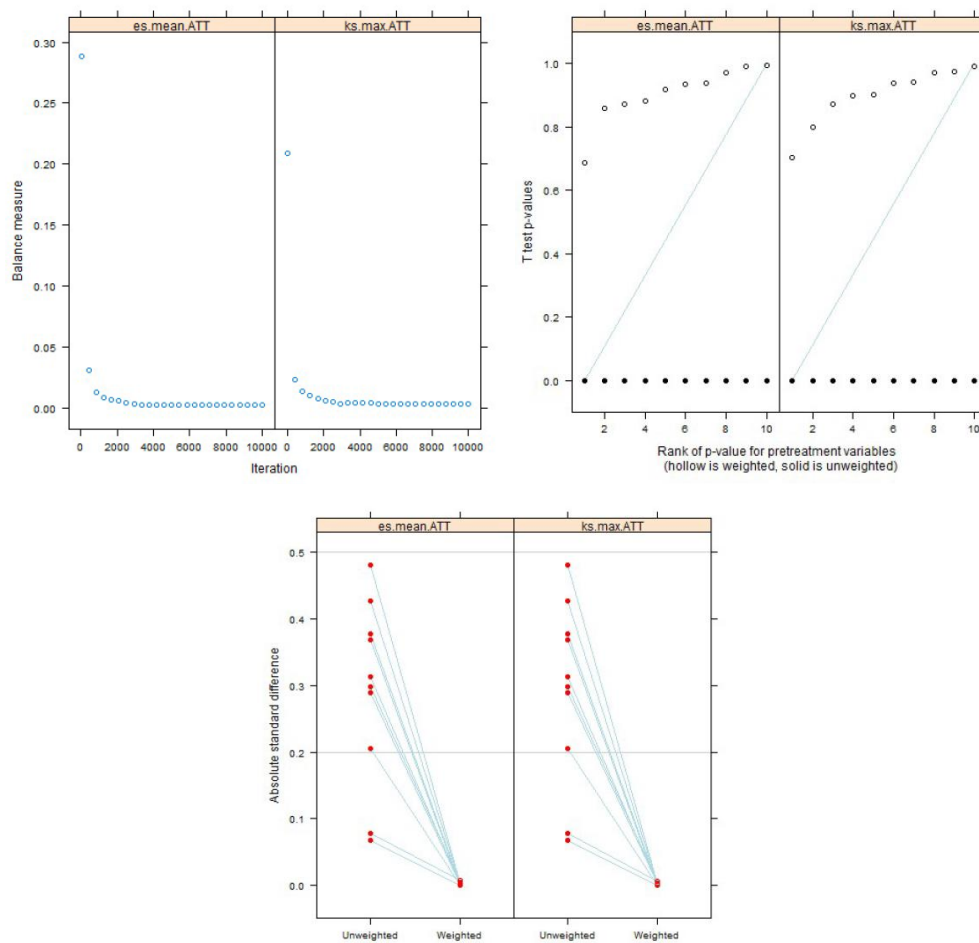 es.mean.ATT ks.max.ATT
0.30
0.25
0.20
0.15
0.10
0.05
0.00
Balance measure
0 2000 4000 6000 8000 10000 0 2000 4000 6000 8000 10000
Iteration
es.mean.ATT ks.max.ATT
1.0
0.8
0.6
0.4
0.2
0.0
T test p-values
2 4 6 8 10 2 4 6 8 10
Rank of p-value for pretreatment variables
(hollow is weighted, solid is unweighted)
es.mean.ATT ks.max.ATT
0.5
0.4
0.3
0.2
0.1
0.0
Absolute standard difference
Unweighted Weighted Unweighted Weighted